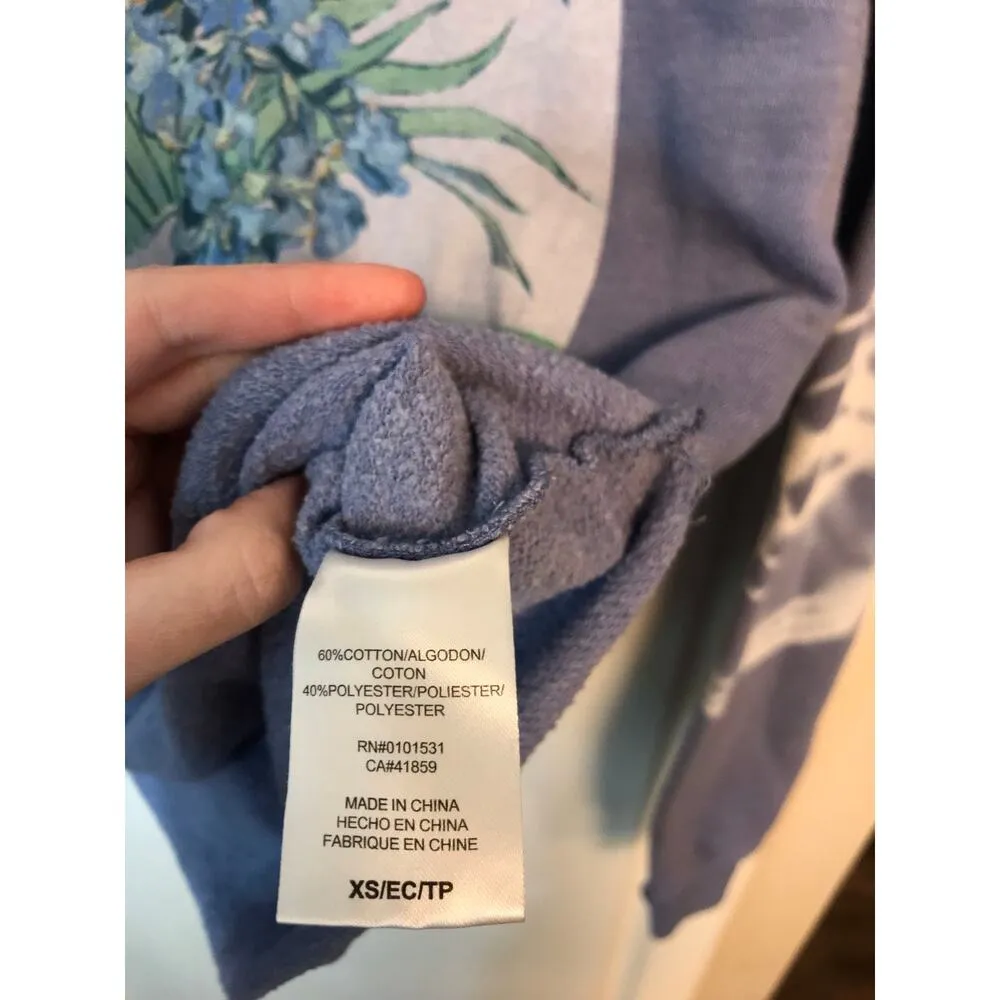 60%COTTON/ALGODON/
COTON
40%POLYESTER/POLIESTER/
POLYESTER
RN#0101531
CA#41859
MADE IN CHINA
HECHO EN CHINA
FABRIQUE EN CHINE
XS/EC/TP